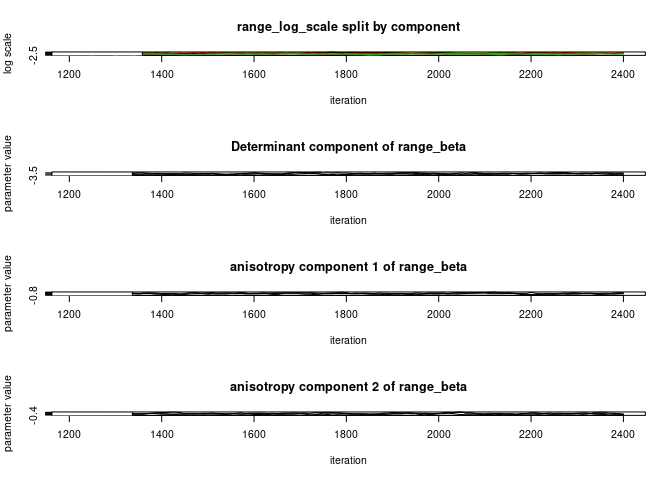 range_log_scale split by component
log scale
-2.5
1200 1400 1600 1800 2000 2200 2400
iteration
Determinant component of range_beta
parameter value
-3.5
1200 1400 1600 1800 2000 2200 2400
iteration
anisotropy component 1 of range_beta
parameter value
-0.8
1200 1400 1600 1800 2000 2200 2400
iteration
anisotropy component 2 of range_beta
parameter value
-0.4
1200 1400 1600 1800 2000 2200 2400
iteration